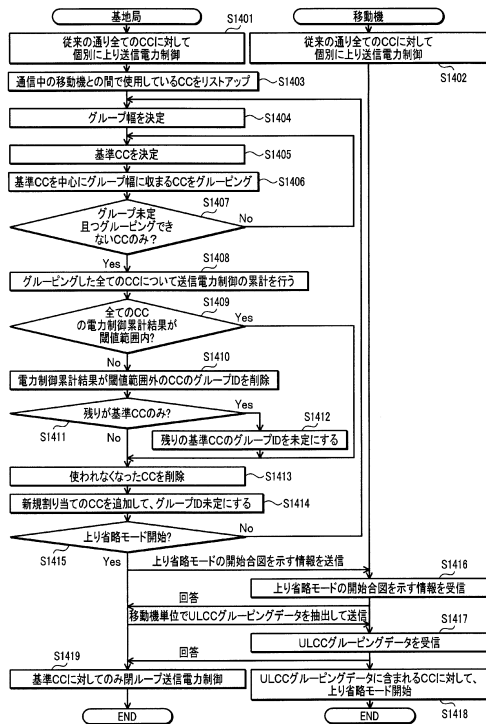 基地局
移動機
S1401
従来の通り全てのCCに対して
個別に上り送信電力制御
従来の通り全てのCCに対して
個別に上り送信電力制御
S1402
通信中の移動機との間で使用しているCCをリストアップ
S1403
グループ幅を決定
S1404
基準CCを決定
S1405
基準CCを中心にグループ幅に収まるCCをグルーピング
S1406
S1407
グループ未定
且つグルーピングでき
ないCCのみ?
No
Yes
S1408
グルーピングした全てのCCについて送信電力制御の累計を行う
S1409
全てのCC
の電力制御累計結果が
閾値範囲内?
Yes
No
S1410
電力制御累計結果が閾値範囲外のCCのグループIDを削除
残りが基準CCのみ?
Yes
S1411
No
S1412
残りの基準CCのグループIDを未定にする
使われなくなったCCを削除
S1413
新規割り当てのCCを追加して、グループID未定にする
S1414
上り省略モード開始?
No
S1415
Yes
上り省略モードの開始合図を示す情報を送信
S1416
上り省略モードの開始合図を示す情報を受信
回答
移動機単位でULCCグルーピングデータを抽出して送信
S1417
ULCCグルーピングデータを受信
回答
S1419
基準CCに対してのみ閉ループ送信電力制御
ULCCグルーピングデータに含まれるCCに対して、
上り省略モード開始
S1418
END
END